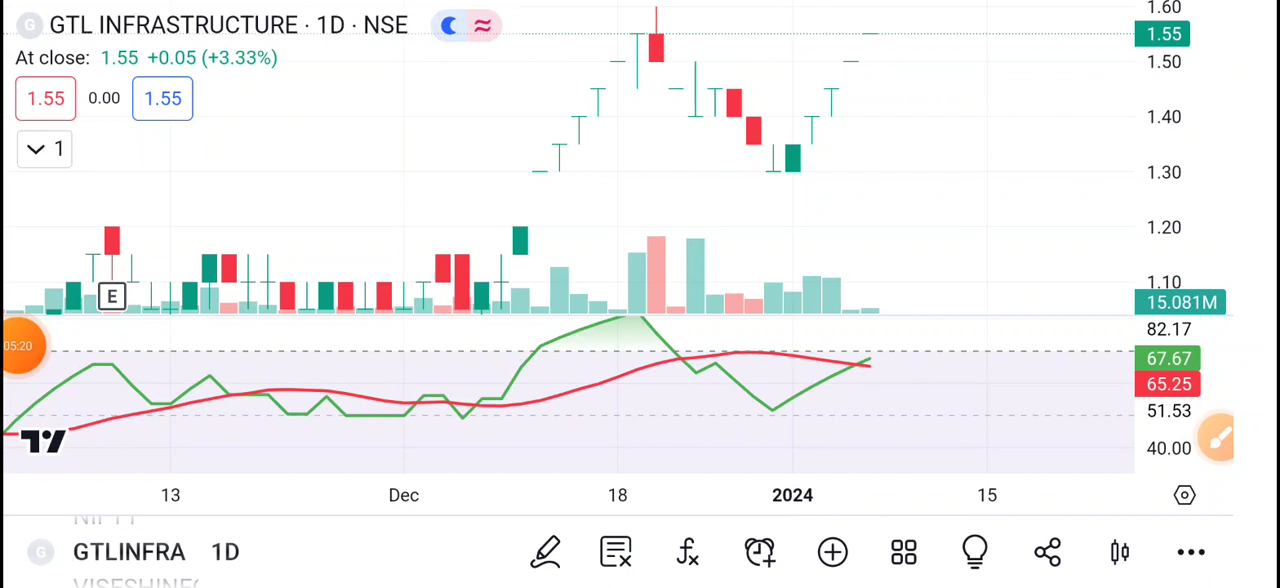 G GTL INFRASTRUCTURE · 1D · NSE
At close: 1.55 +0.05 (+3.33%)
1.55 0.00 1.55
1
1.60
1.55
1.50
1.40
1.30
1.20
1.10
15.081M
E
82.17
67.67
65.25
51.53
40.00
05:20
13 Dec 18 2024 15
NIFTY
G GTLINFRA 1D